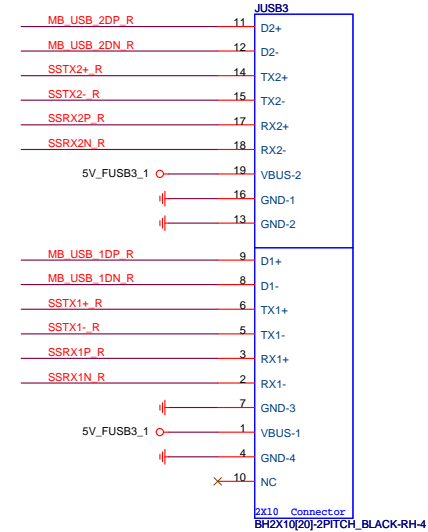 JUSB3
MB_USB_2DP_R 11 D2+
MB_USB_2DN_R 12 D2-
SSTX2+_R 14 TX2+
SSTX2-_R 15 TX2-
SSRX2P_R 17 RX2+
SSRX2N_R 18 RX2-
5V_FUSB3_1 19 VBUS-2
16 GND-1
13 GND-2
MB_USB_1DP_R 9 D1+
MB_USB_1DN_R 8 D1-
SSTX1+_R 6 TX1+
SSTX1-_R 5 TX1-
SSRX1P_R 3 RX1+
SSRX1N_R 2 RX1-
7 GND-3
5V_FUSB3_1 1 VBUS-1
4 GND-4
10 NC
2X10 Connector
BH2X10[20]-2PITCH_BLACK-RH-4